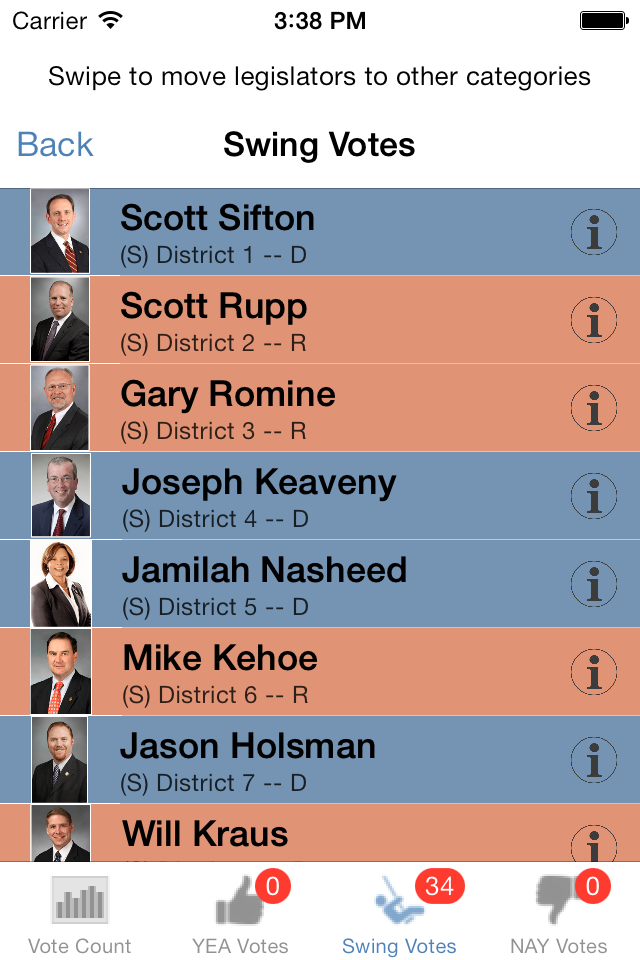 Carrier 3:38 PM
Swipe to move legislators to other categories
Back Swing Votes
Scott Sifton
(S) District 1 -- D
Scott Rupp
(S) District 2 -- R
Gary Romine
(S) District 3 -- R
Joseph Keaveny
(S) District 4 -- D
Jamilah Nasheed
(S) District 5 -- D
Mike Kehoe
(S) District 6 -- R
Jason Holsman
(S) District 7 -- D
Will Kraus
0 34 0
Vote Count YEA Votes Swing Votes NAY Votes